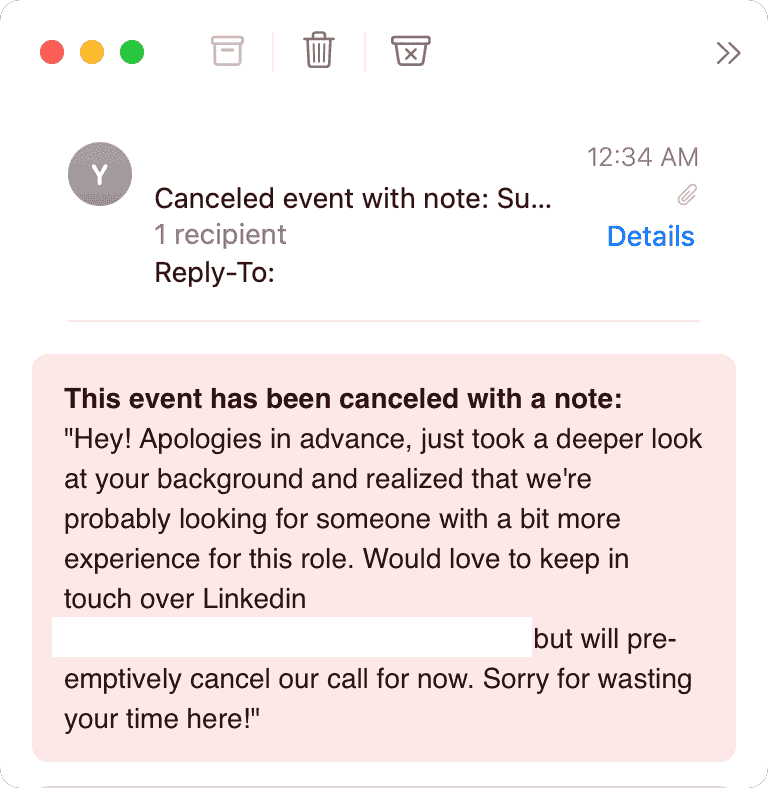 Y
12:34 AM
Canceled event with note: Su...
1 recipient
Details
Reply-To:
This event has been canceled with a note:
"Hey! Apologies in advance, just took a deeper look
at your background and realized that we're
probably looking for someone with a bit more
experience for this role. Would love to keep in
touch over Linkedin
but will pre-
emptively cancel our call for now. Sorry for wasting
your time here!"